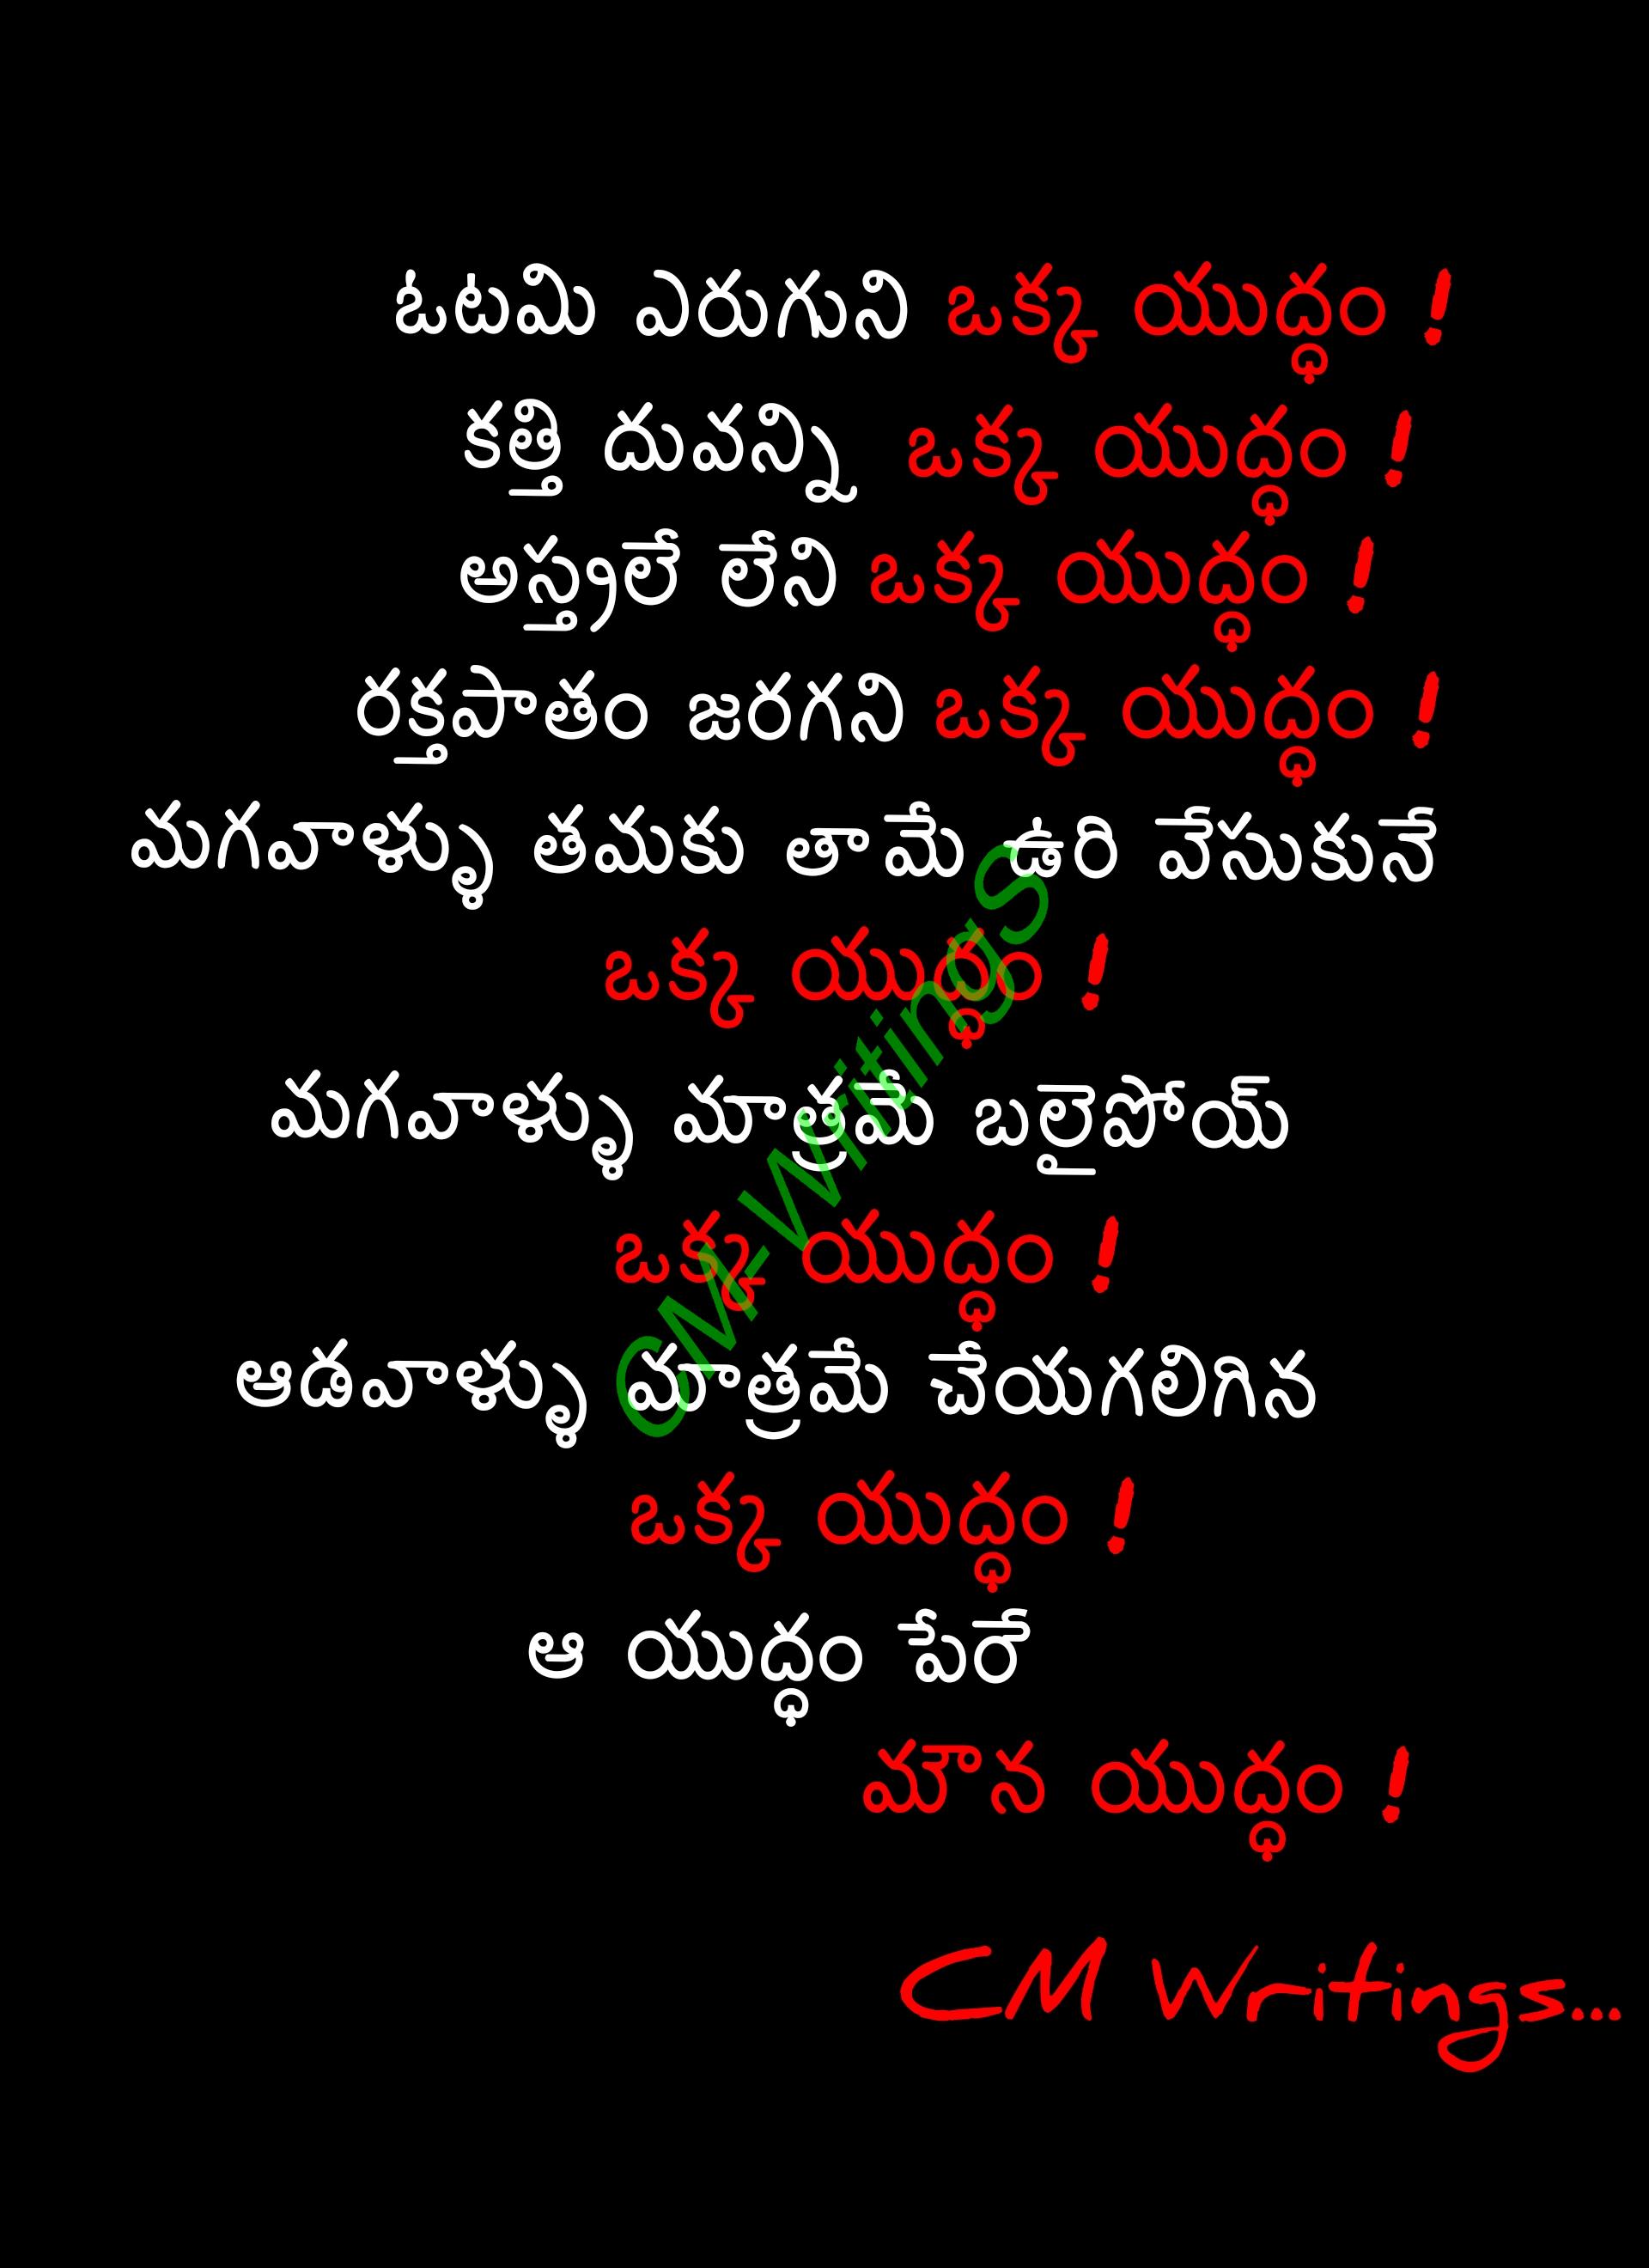 ఓటమి ఎరుగుని ఒక్క యుద్ధం !
కత్తి దువన్ని ఒక్క యుద్ధం !
అస్త్రలే లేని ఒక్క యుద్ధం !
రక్తపాతం జరగని ఒక్క యుద్ధం !
మగవాళ్ళు తమకు తామే ఉరి వేసుకునే
ఒక్క యుద్ధం !
మగవాళ్ళు మాత్రమే బలైపోయ్
ఒక్క యుద్ధం !
ఆడవాళ్ళు మాత్రమే చేయగలిగిన
ఒక్క యుద్ధం !
ఆ యుద్ధం పేరే
మౌన యుద్ధం !
CM Writings...
CM-Writings